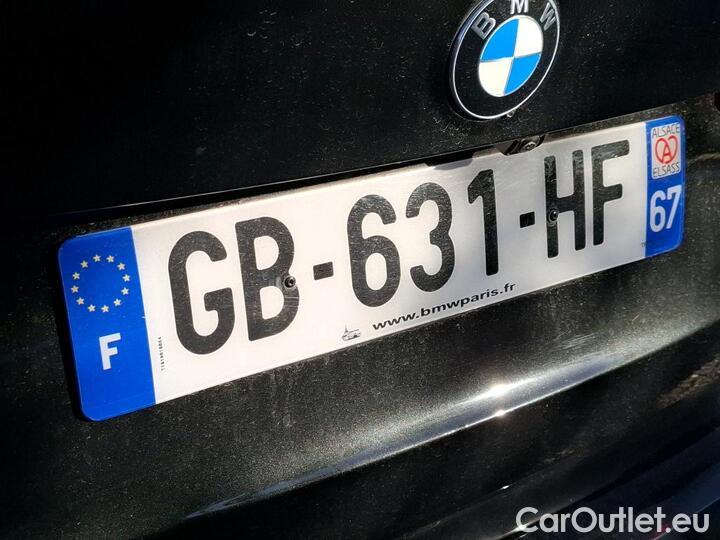 BMW
F
GB-631-HF
www.bmwparis.fr
ALSACE
A
ELSASS
67
CarOutlet.eu